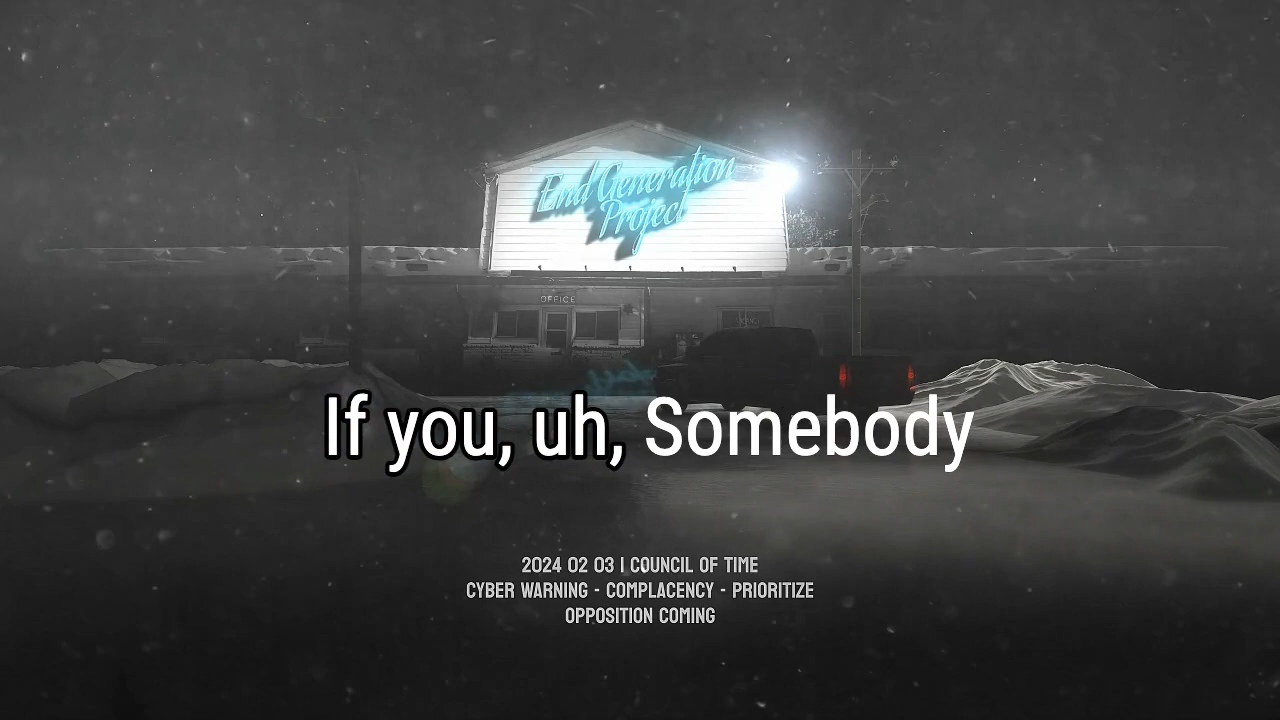 End Generation
Project
OFFICE
If you, uh, Somebody
2024 02 03 | COUNCIL OF TIME
CYBER WARNING - COMPLACENCY - PRIORITIZE
OPPOSITION COMING